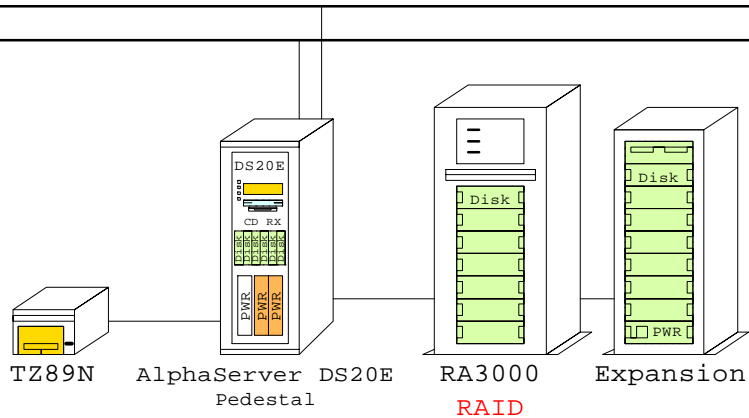 DS20E
CD RX
Disk Disk Disk Disk Disk Disk
PWR PWR PWR
Disk
Disk
PWR
TZ89N
AlphaServer DS20E
Pedestal
RA3000
RAID
Expansion